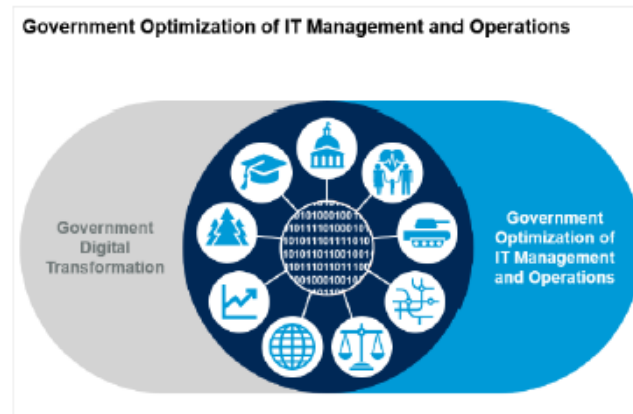 Government Optimization of IT Management and Operations
Government
Digital
Transformation
Government
Optimization of
IT Management
and Operations